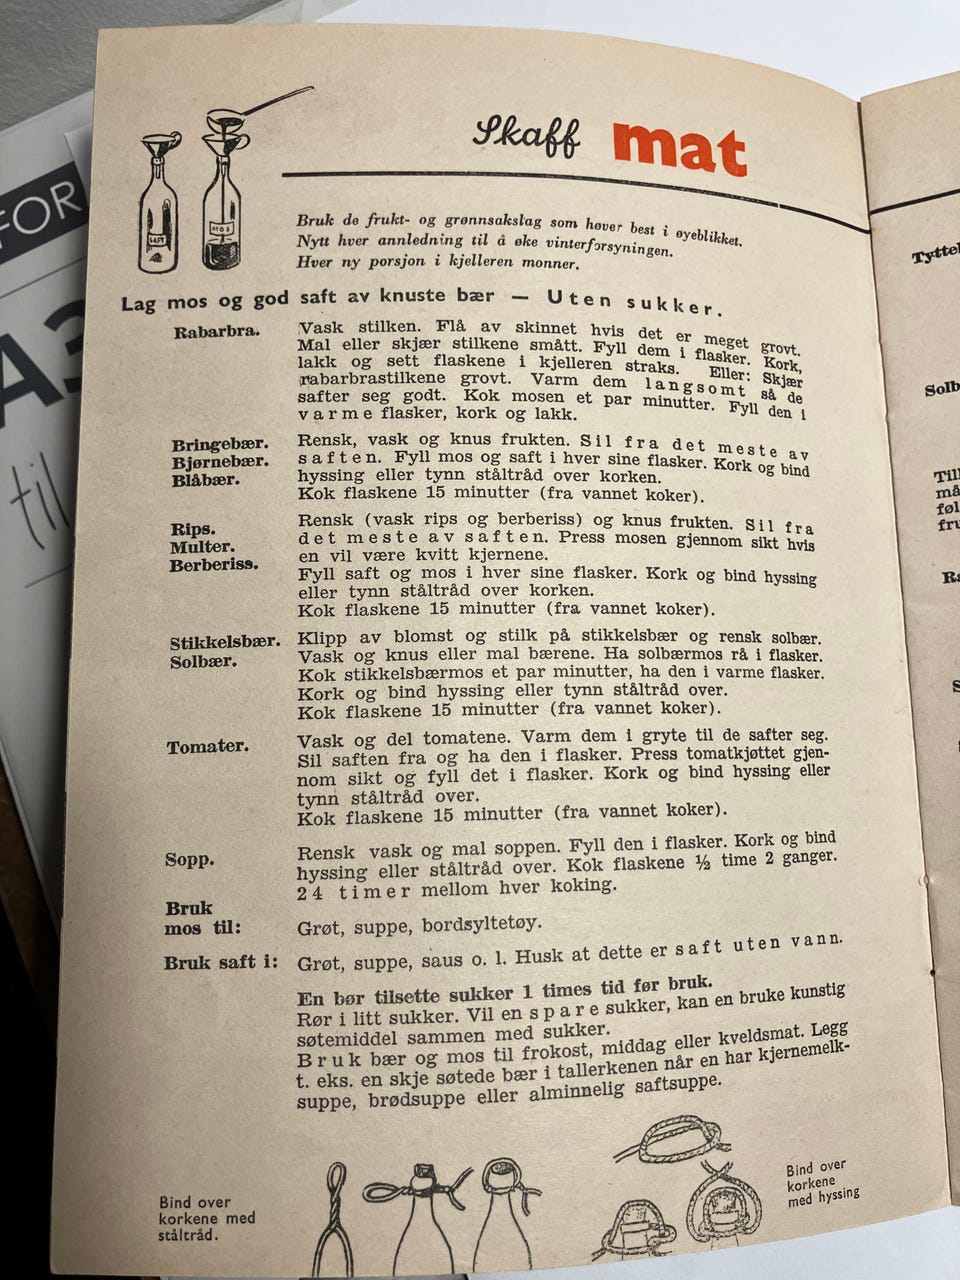 FOR
A3
til
Skaff mat
SAFT
MOS
Bruk de frukt- og grønnsakslag som høver best i øyeblikket.
Nytt hver annledning til å øke vinterforsyningen.
Hver ny porsjon i kjelleren monner.
Lag mos og god saft av knuste bær — Uten sukker.
Rabarbra.
Vask stilken. Flå av skinnet hvis det er meget grovt.
Mal eller skjær stilkene smått. Fyll dem i flasker. Kork,
lakk og sett flaskene i kjelleren straks. Eller: Skjær
rabarbrastilkene grovt. Varm dem langsomt så de
safter seg godt. Kok mosen et par minutter. Fyll den i
varme flasker, kork og lakk.
Bringebær.
Bjørnebær.
Blåbær.
Rensk, vask og knus frukten. Sil fra det meste av
saften. Fyll mos og saft i hver sine flasker. Kork og bind
hyssing eller tynn ståltråd over korken.
Kok flaskene 15 minutter (fra vannet koker).
Rips.
Multer.
Berberiss.
Rensk (vask rips og berberiss) og knus frukten. Sil fra
det meste av saften. Press mosen gjennom sikt hvis
en vil være kvitt kjernene.
Fyll saft og mos i hver sine flasker. Kork og bind hyssing
eller tynn ståltråd over korken.
Kok flaskene 15 minutter (fra vannet koker).
Stikkelsbær.
Solbær.
Klipp av blomst og stilk på stikkelsbær og rensk solbær.
Vask og knus eller mal bærene. Ha solbærmos rå i flasker.
Kok stikkelsbærmos et par minutter, ha den i varme flasker.
Kork og bind hyssing eller tynn ståltråd over.
Kok flaskene 15 minutter (fra vannet koker).
Tomater.
Vask og del tomatene. Varm dem i gryte til de safter seg.
Sil saften fra og ha den i flasker. Press tomatkjøttet gjen-
nom sikt og fyll det i flasker. Kork og bind hyssing eller
tynn ståltråd over.
Kok flaskene 15 minutter (fra vannet koker).
Sopp.
Rensk vask og mal soppen. Fyll den i flasker. Kork og bind
hyssing eller ståltråd over. Kok flaskene ½ time 2 ganger.
24 timer mellom hver koking.
Bruk
mos til:
Grøt, suppe, bordsyltetøy.
Bruk saft i:
Grøt, suppe, saus o. l. Husk at dette er saft uten vann.
En bør tilsette sukker 1 times tid før bruk.
Rør i litt sukker. Vil en spare sukker, kan en bruke kunstig
søtemiddel sammen med sukker.
Bruk bær og mos til frokost, middag eller kveldsmat. Legg
t. eks. en skje søtede bær i tallerkenen når en har kjernemelk-
suppe, brødsuppe eller alminnelig saftsuppe.
Bind over
korkene med
ståltråd.
Bind over
korkene
med hyssing